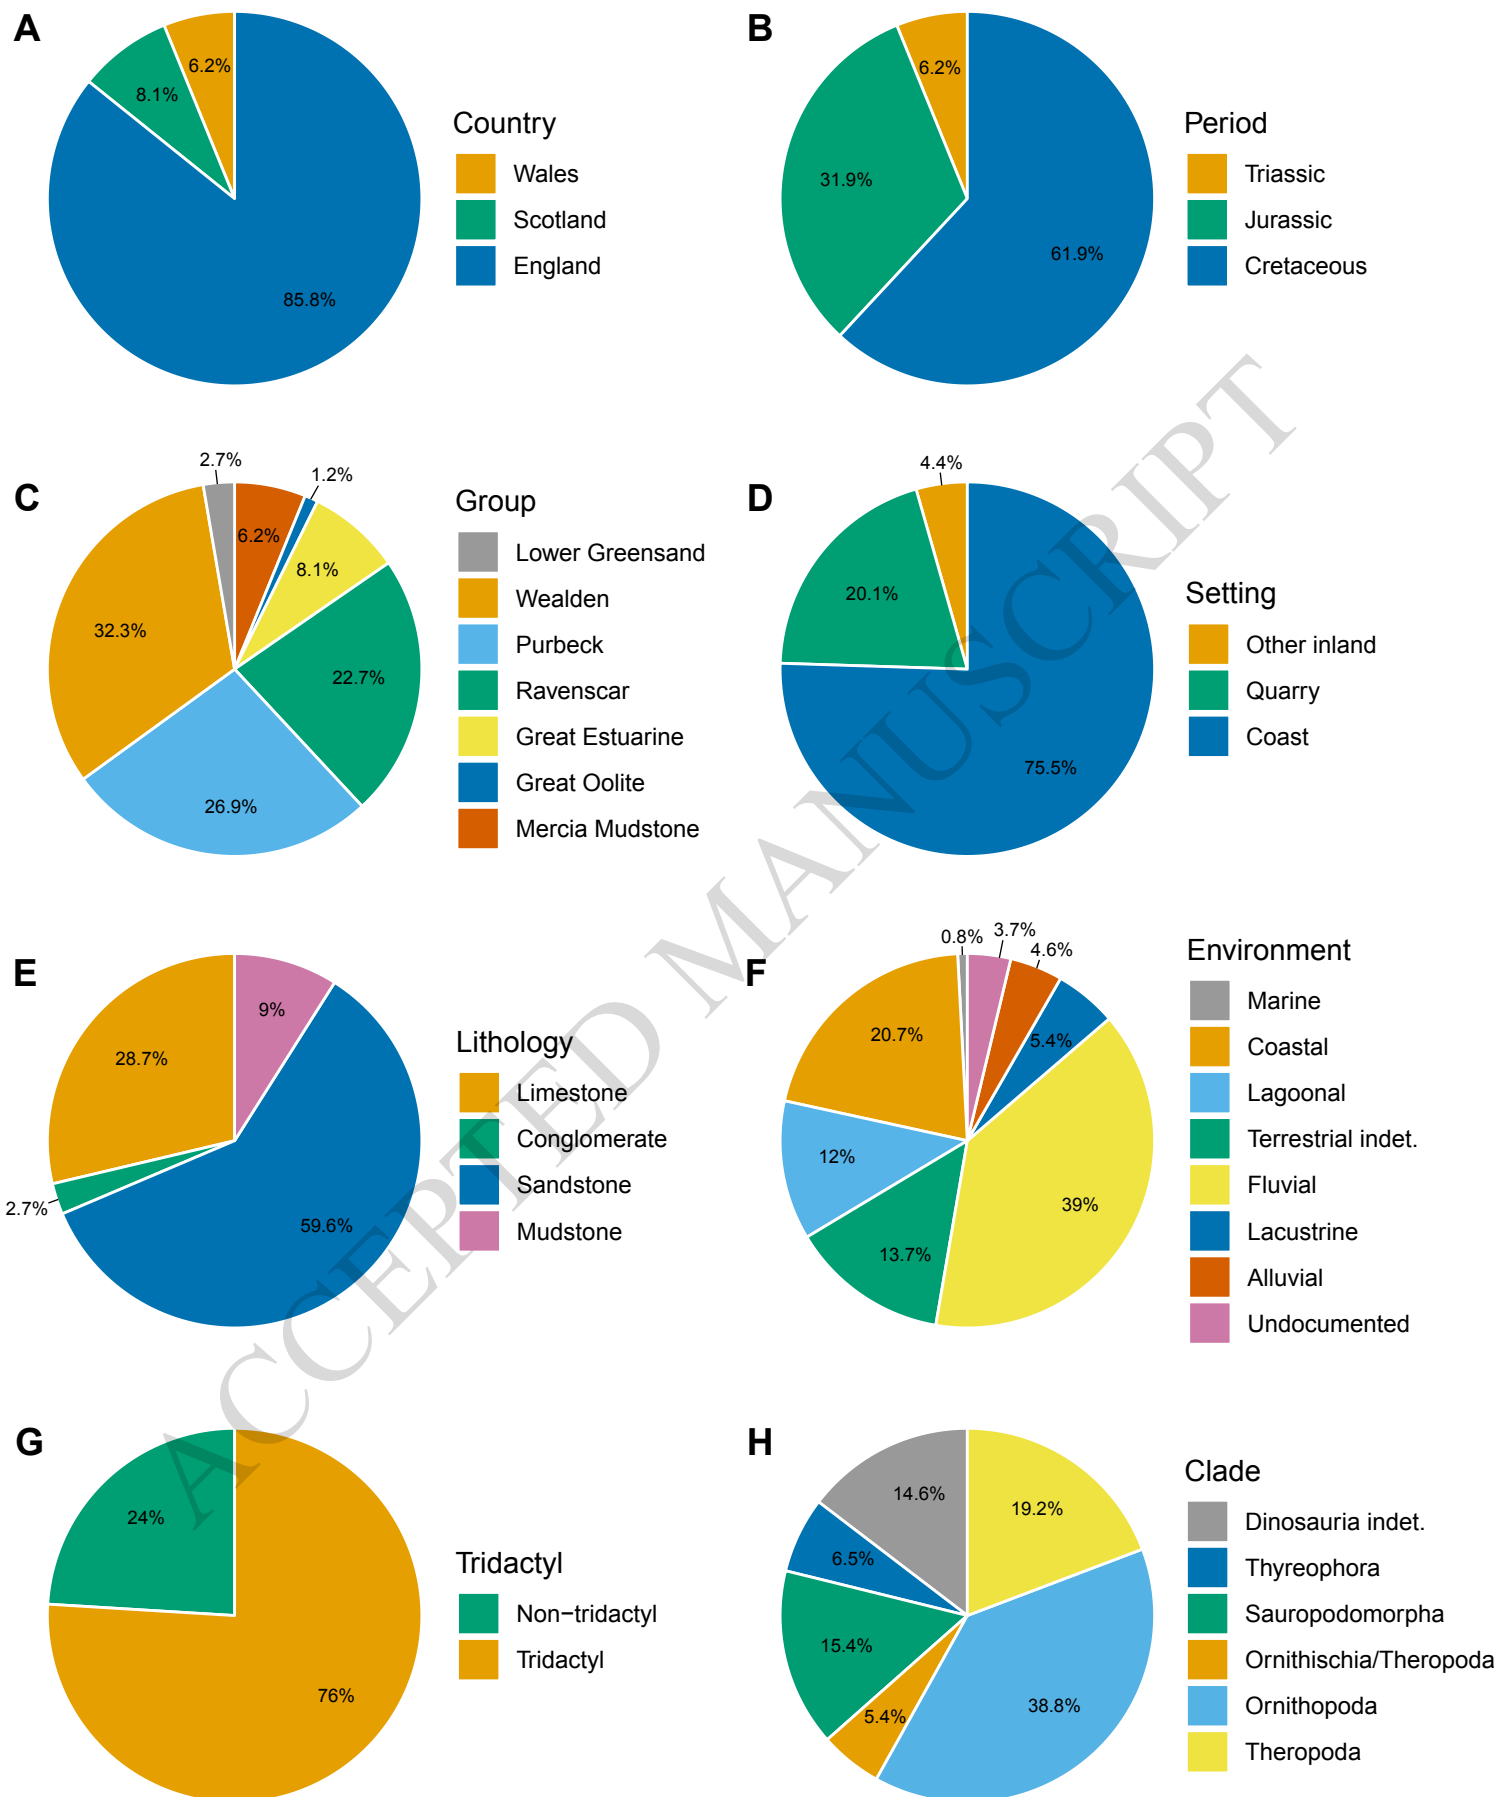 A
6.2%
8.1%
85.8%
Country
Wales
Scotland
England
B
6.2%
31.9%
61.9%
Period
Triassic
Jurassic
Cretaceous
C
2.7%
1.2%
6.2%
8.1%
32.3%
22.7%
26.9%
Group
Lower Greensand
Wealden
Purbeck
Ravenscar
Great Estuarine
Great Oolite
Mercia Mudstone
D
4.4%
20.1%
75.5%
Setting
Other inland
Quarry
Coast
E
9%
28.7%
2.7%
59.6%
Lithology
Limestone
Conglomerate
Sandstone
Mudstone
F
0.8%
3.7%
4.6%
20.7%
5.4%
12%
39%
13.7%
Environment
Marine
Coastal
Lagoonal
Terrestrial indet.
Fluvial
Lacustrine
Alluvial
Undocumented
G
24%
76%
Tridactyl
Non−tridactyl
Tridactyl
H
14.6%
19.2%
6.5%
15.4%
5.4%
38.8%
Clade
Dinosauria indet.
Thyreophora
Sauropodomorpha
Ornithischia/Theropoda
Ornithopoda
Theropoda
ACCEPTED MANUSCRIPT